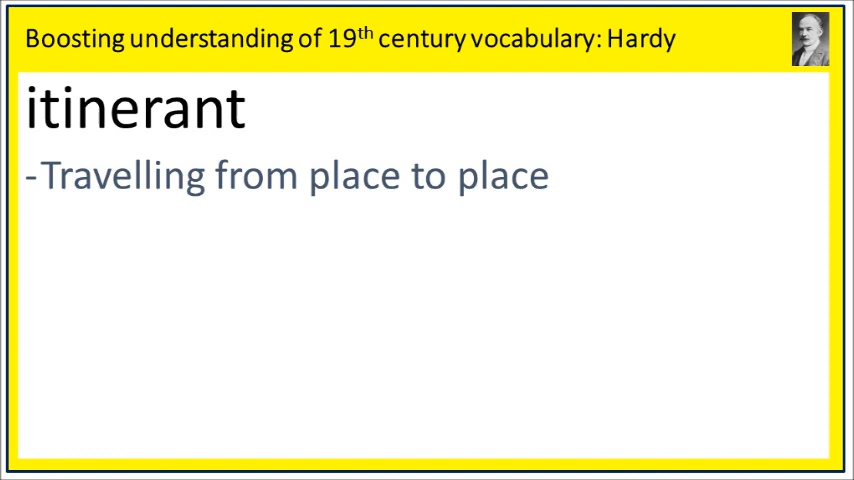 Boosting understanding of 19th century vocabulary: Hardy
itinerant
-Travelling from place to place